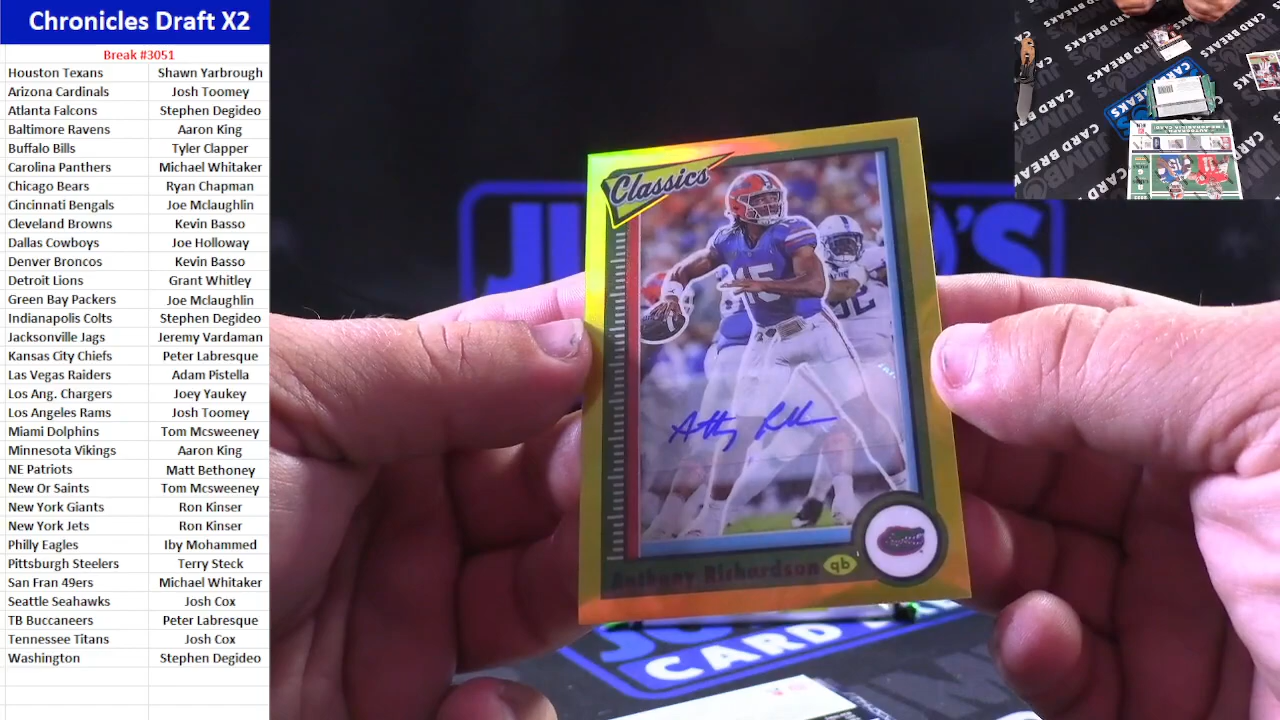 Chronicles Draft X2
Break #3051
Houston Texans Shawn Yarbrough
Arizona Cardinals Josh Toomey
Atlanta Falcons Stephen Degideo
Baltimore Ravens Aaron King
Buffalo Bills Tyler Clapper
Carolina Panthers Michael Whitaker
Chicago Bears Ryan Chapman
Cincinnati Bengals Joe Mclaughlin
Cleveland Browns Kevin Basso
Dallas Cowboys Joe Holloway
Denver Broncos Kevin Basso
Detroit Lions Grant Whitley
Green Bay Packers Joe Mclaughlin
Indianpolis Colts Stephen Degideo
Jacksonville Jags Jeremy Vardaman
Kansas City Chiefs Peter Labresque
Las Vegas Raiders Adam Pistella
Los Ang. Chargers Joey Yaukey
Los Angeles Rams Josh Toomey
Miami Dolphins Tom Mcsweeney
Minnesota Vikings Aaron King
NE Patriots Matt Bethoney
New Or Saints Tom Mcsweeney
New York Giants Ron Kinser
New York Jets Ron Kinser
Philly Eagles Iby Mohammed
Pittsburgh Steelers Terry Steck
San Fran 49ers Michael Whitaker
Seattle Seahawks Josh Cox
TB Buccaneers Peter Labresque
Tennessee Titans Josh Cox
Washington Stephen Degideo
Classics
15
Anthony Richardson qb
CARD
CARD BREAKS